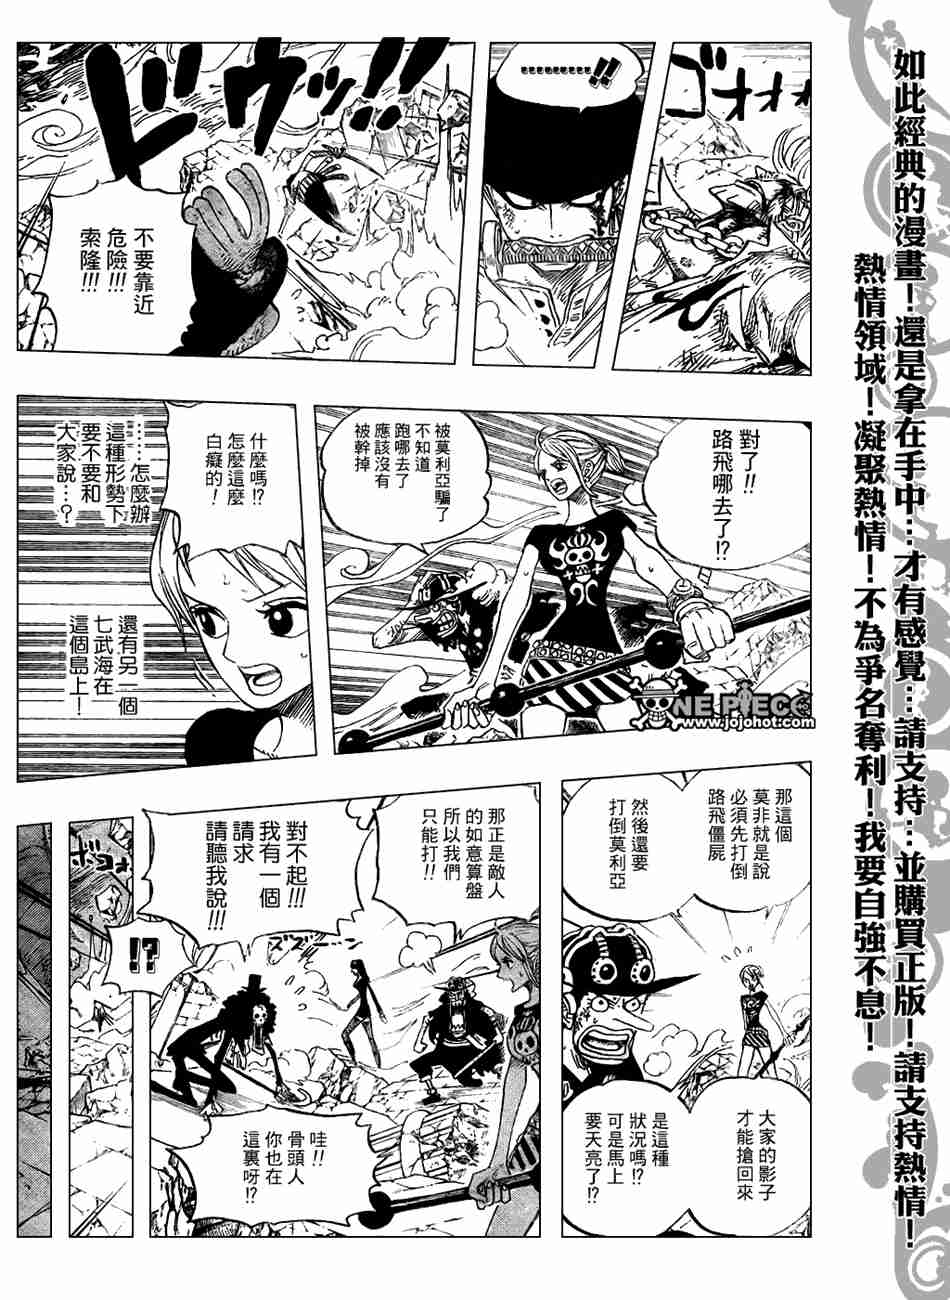 如此經典的漫畫！還是拿在手中…才有感覺…請支持…並購買正版！請支持熱情！
熱情領域！凝聚熱情！不為爭名奪利！我要自強不息！
ゴオオオ
…………!!
ドウッ!!!
不要靠近
危險!!!
索隆!!!
對了!!
路飛哪去了!?
被莫利亞騙了
不知道
跑哪去了
應該沒有
被幹掉
什麼嗎!?
怎麼這麼
白癡的！
……怎麼辦
這種形勢下
要不要和
大家說…？
還有另一個
七武海在
這個島上！
ONE PIECE
www.jojohot.com
那這個
莫非就是說
必須先打倒
路飛僵屍
然後還要
打倒莫利亞
大家的影子
才能搶回來
是這種
狀況嗎!?
可是馬上
要天亮了!?
那正是敵人
的如意算盤
所以我們
只能打!!
對不起!!!
我有一個
請求
請聽我說!!!
ズズズ…
!?
哇!!
骨頭人
你也在
這裏呀!?
ボコォ